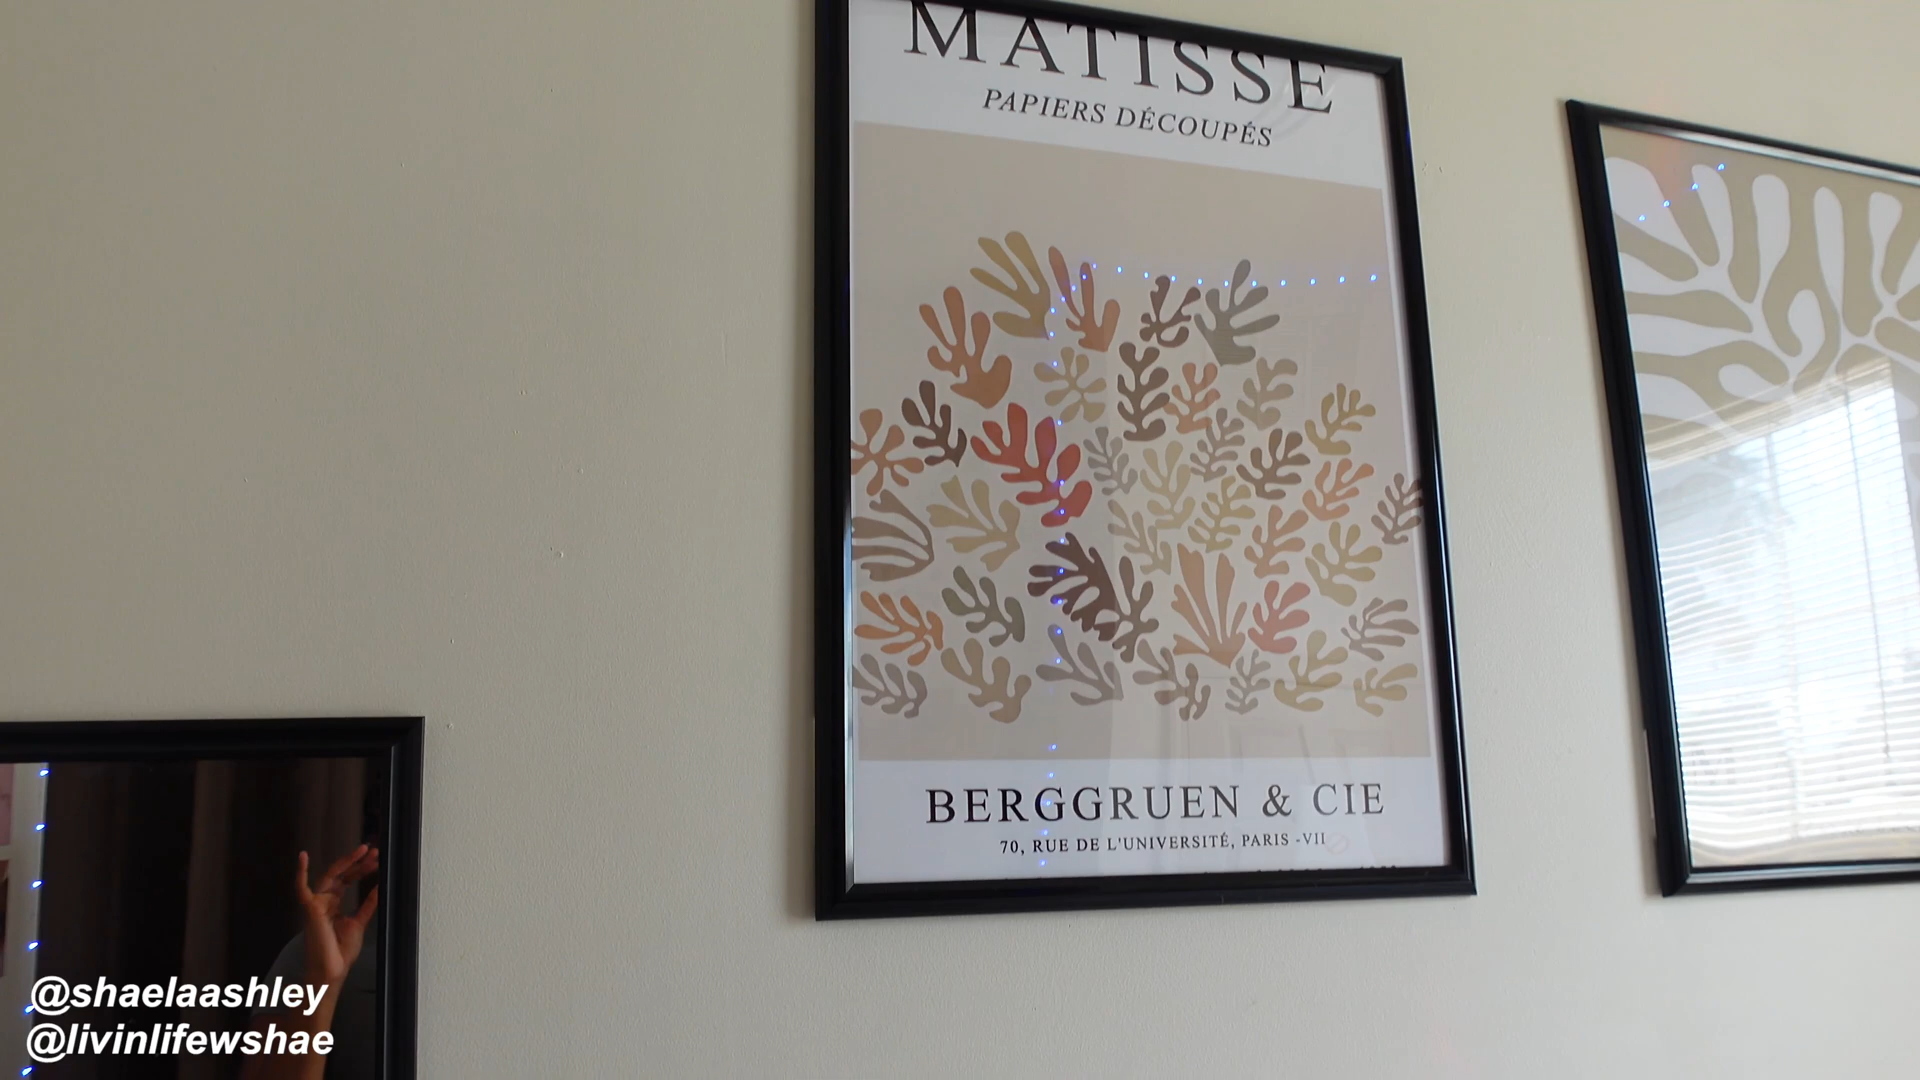 MATISSE
PAPIERS DÉCOUPÉS
BERGGRUEN & CIE
70, RUE DE L'UNIVERSITÉ, PARIS -VII
@shaelaashley
@livinlifewshae